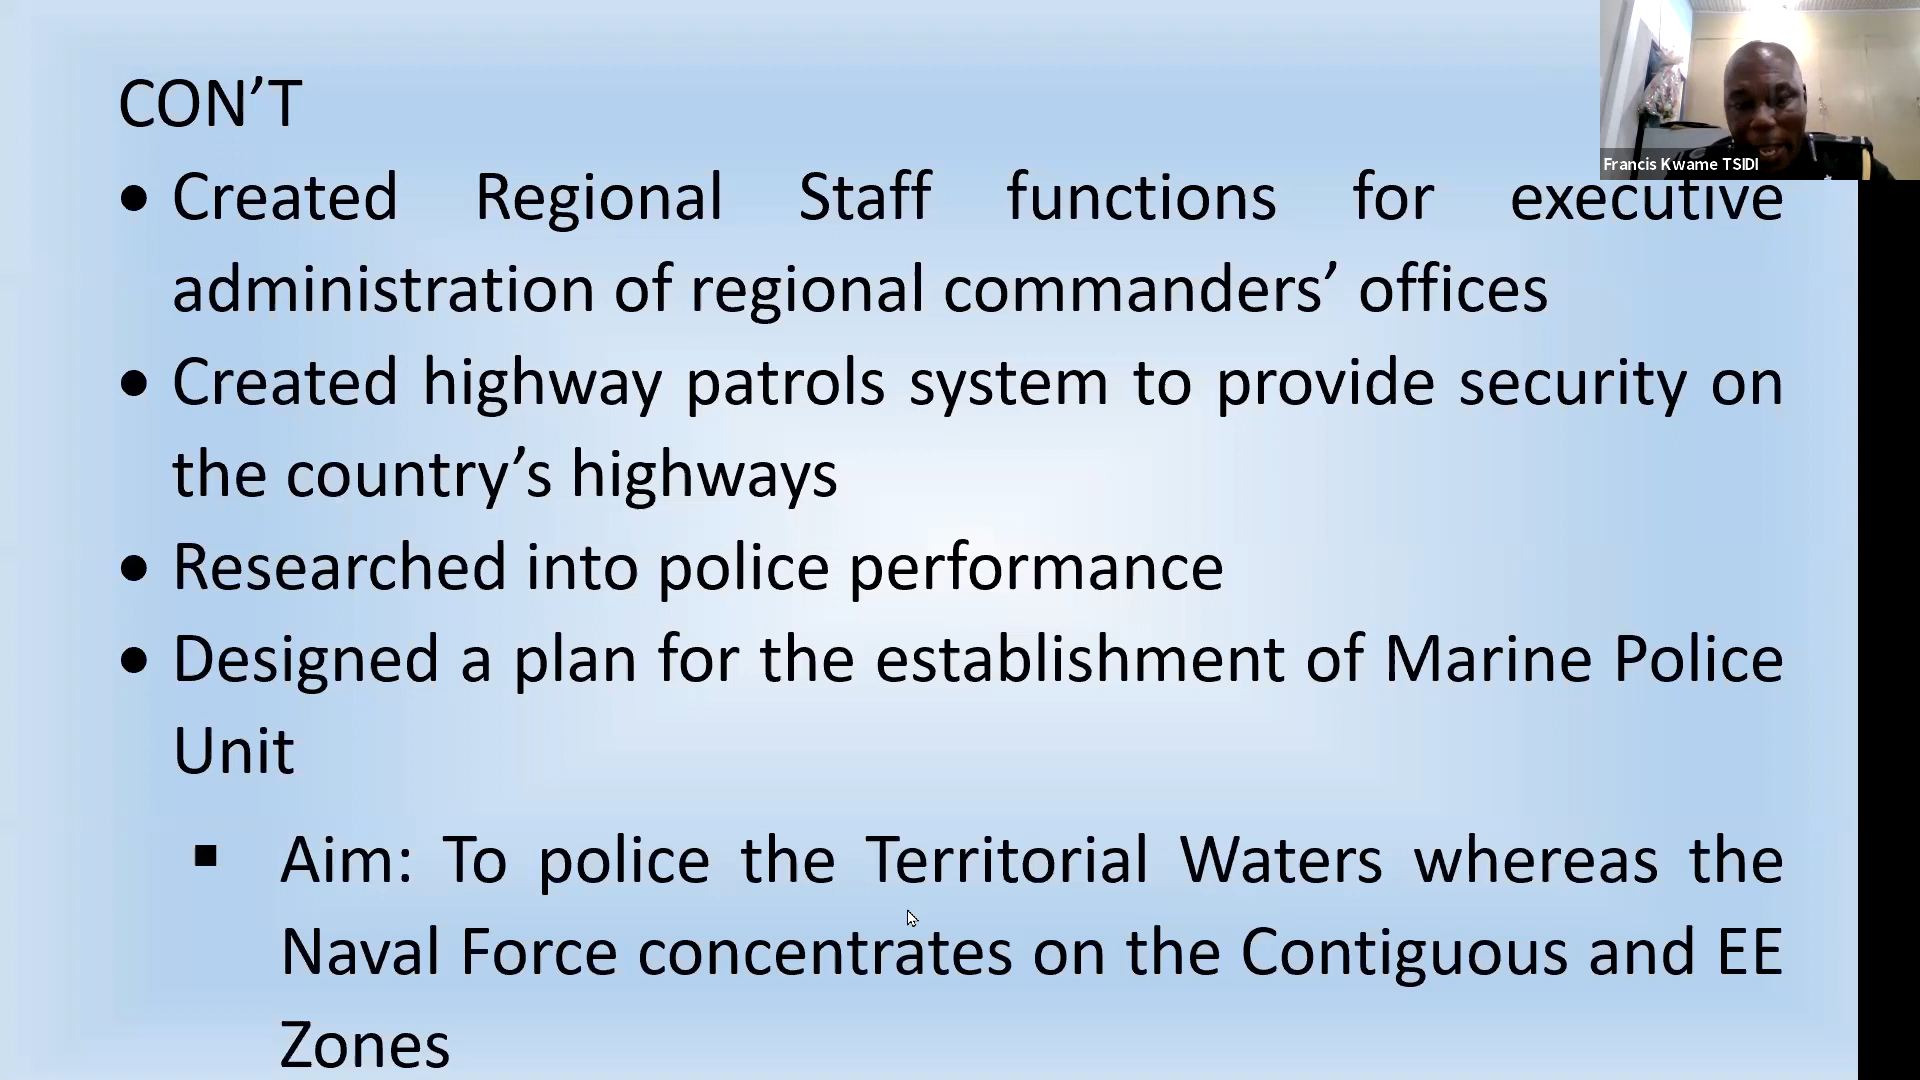 CON’T
Francis Kwame TSIDI
• Created Regional Staff functions for executive
administration of regional commanders’ offices
• Created highway patrols system to provide security on
the country’s highways
• Researched into police performance
• Designed a plan for the establishment of Marine Police
Unit
▪ Aim: To police the Territorial Waters whereas the
Naval Force concentrates on the Contiguous and EE
Zones